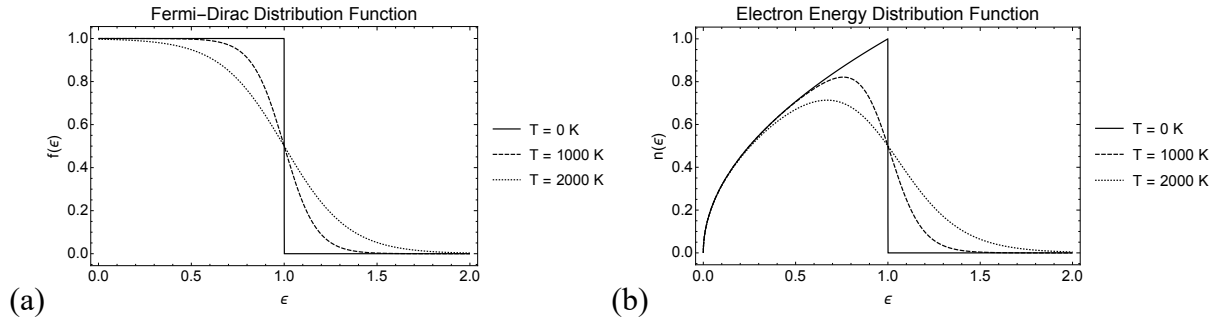 Fermi–Dirac Distribution Function
1.0
0.8
0.6
0.4
0.2
0.0
f(ϵ)
0.0 0.5 1.0 1.5 2.0
ϵ
T = 0 K
T = 1000 K
T = 2000 K
(a)
Electron Energy Distribution Function
1.0
0.8
0.6
0.4
0.2
0.0
n(ϵ)
0.0 0.5 1.0 1.5 2.0
ϵ
T = 0 K
T = 1000 K
T = 2000 K
(b)